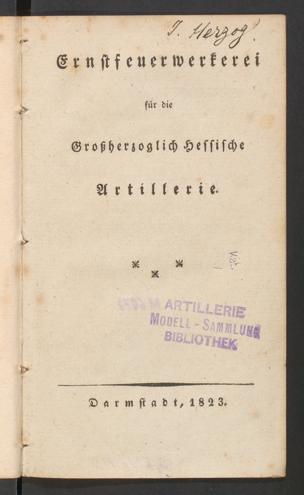 J. Herzog.
Ernstfeuerwerkerei
für die
Großherzoglich Hessische
Artillerie.
ARTILLERIE
MODELL-SAMMLUNG
BIBLIOTHEK
Darmstadt, 1823.